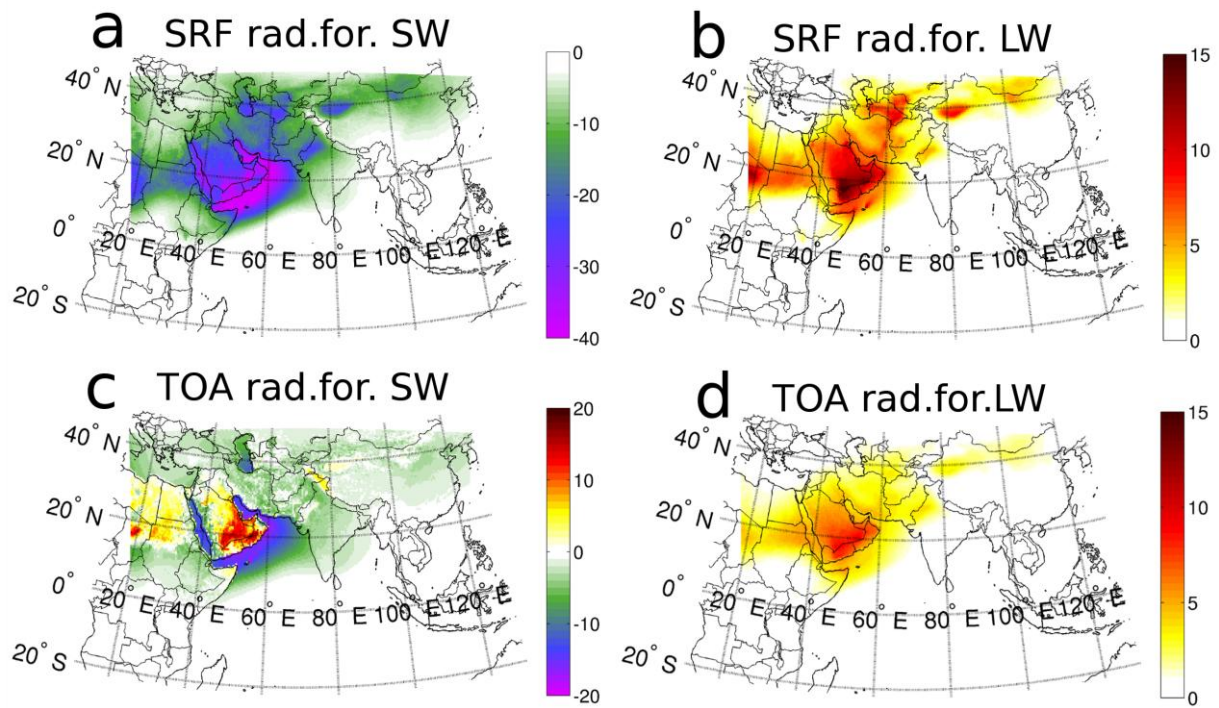 a
SRF rad.for. SW
0
-10
-20
-30
-40
40° N
20° N
0°
20° S
20° E
40° E
60° E
80° E
100° E
120° E
b
SRF rad.for. LW
15
10
5
0
40° N
20° N
0°
20° S
20° E
40° E
60° E
80° E
100° E
120° E
c
TOA rad.for. SW
20
10
0
-10
-20
40° N
20° N
0°
20° S
20° E
40° E
60° E
80° E
100° E
120° E
d
TOA rad.for.LW
15
10
5
0
40° N
20° N
0°
20° S
20° E
40° E
60° E
80° E
100° E
120° E